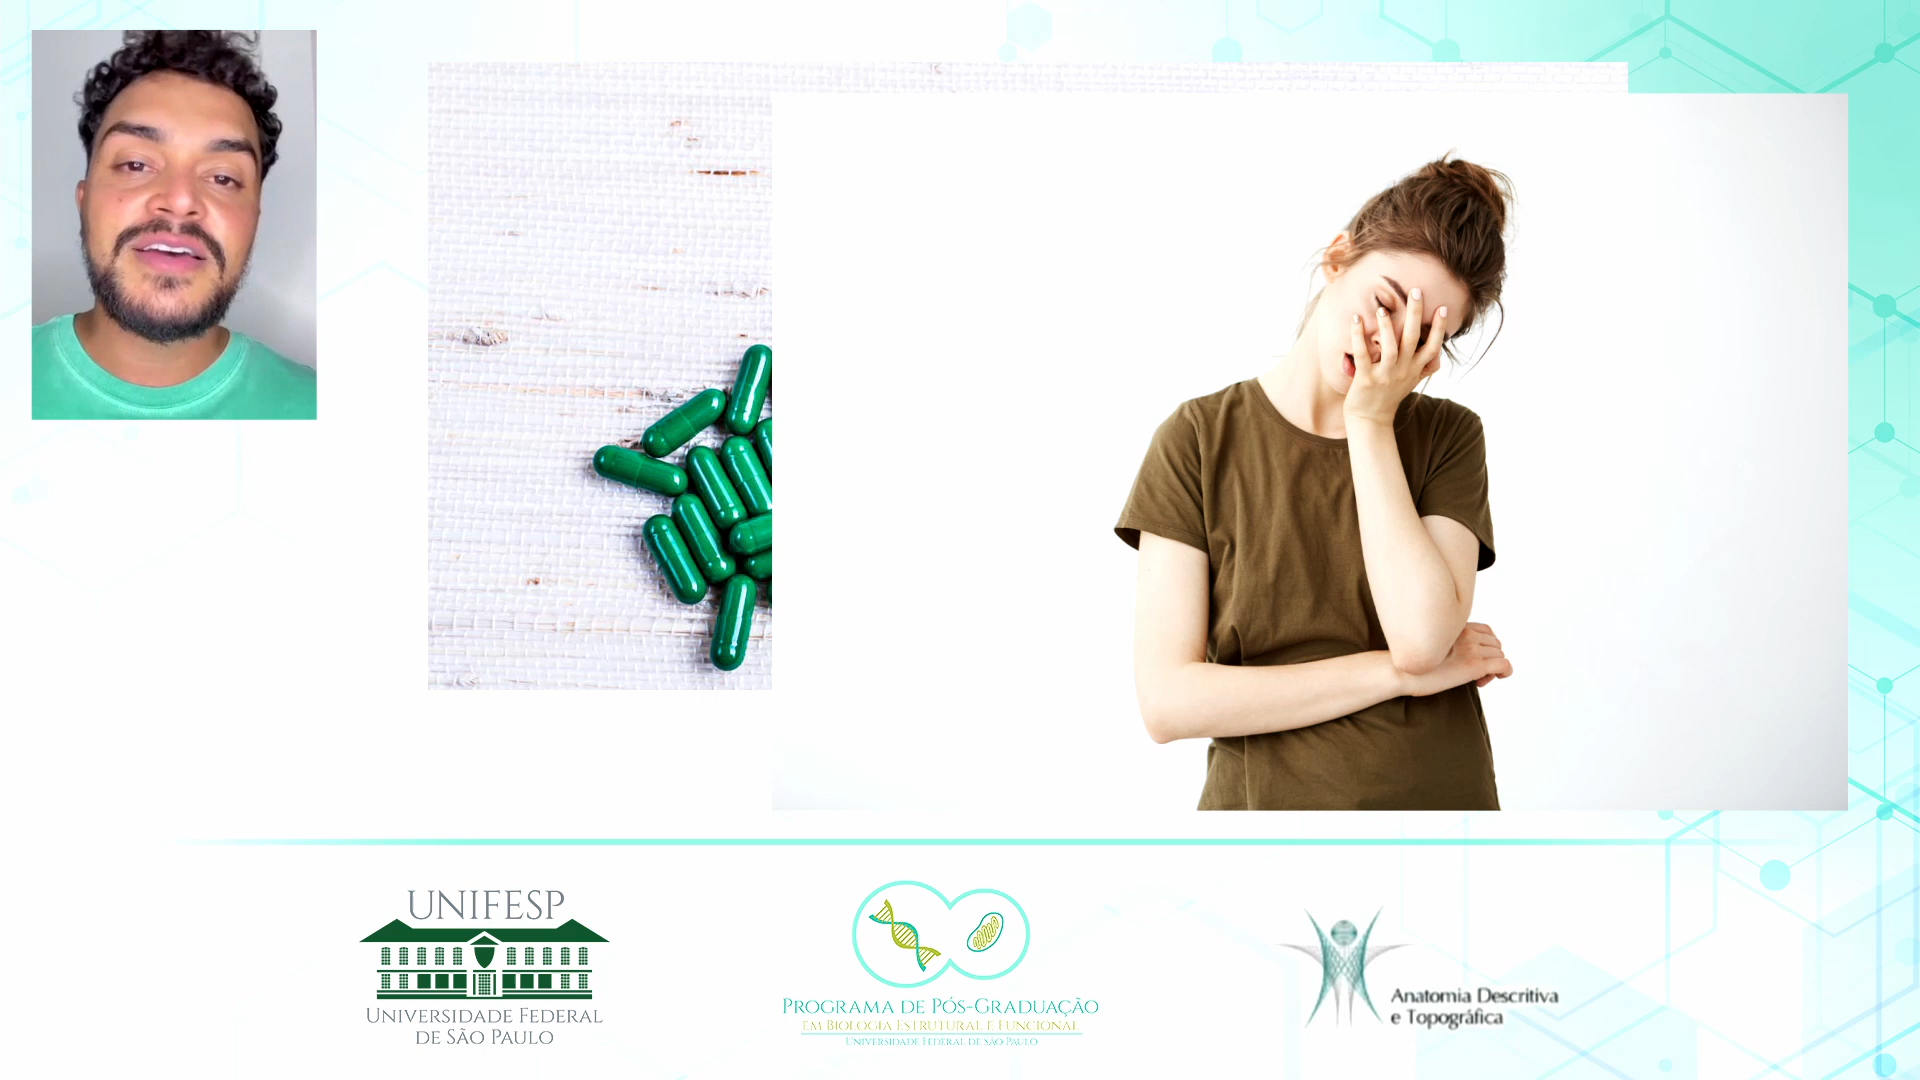 UNIFESP
UNIVERSIDADE FEDERAL
DE SÃO PAULO
PROGRAMA DE PÓS-GRADUAÇÃO
EM BIOLOGIA ESTRUTURAL E FUNCIONAL
UNIVERSIDADE FEDERAL DE SÃO PAULO
Anatomia Descritiva
e Topográfica